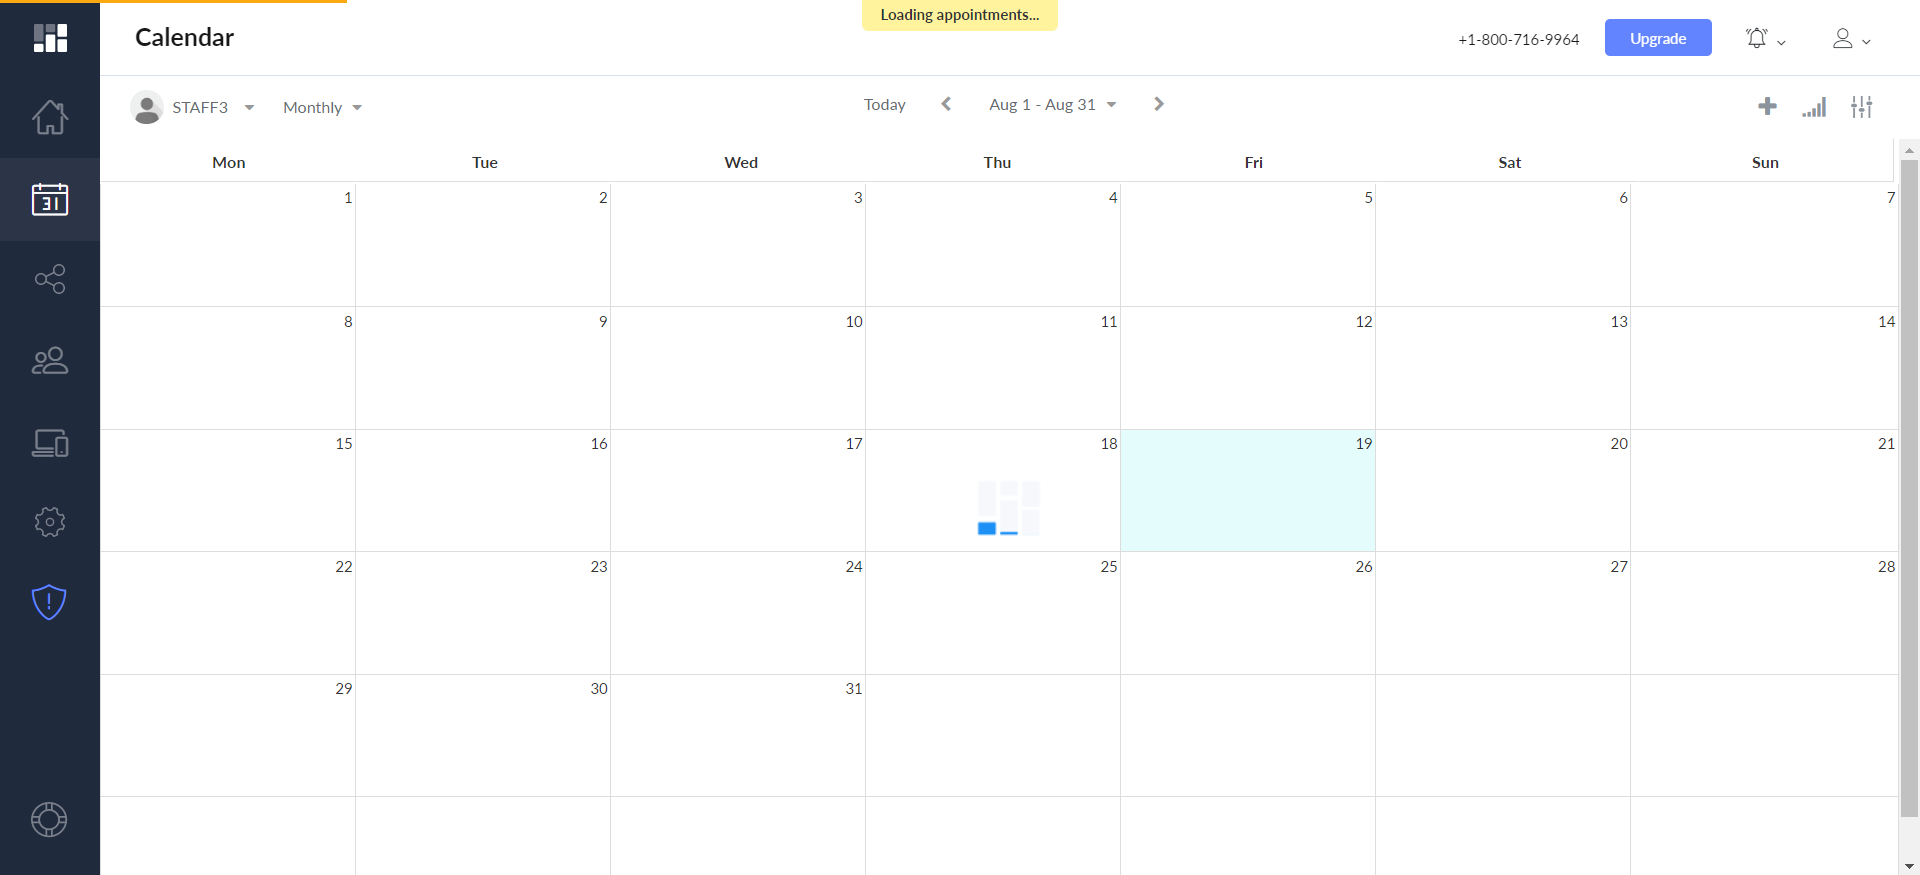 Loading appointments...
Calendar
+1-800-716-9964
Upgrade
STAFF3
Monthly
Today
Aug 1 - Aug 31
31
Mon Tue Wed Thu Fri Sat Sun
1 2 3 4 5 6 7
8 9 10 11 12 13 14
15 16 17 18 19 20 21
22 23 24 25 26 27 28
29 30 31